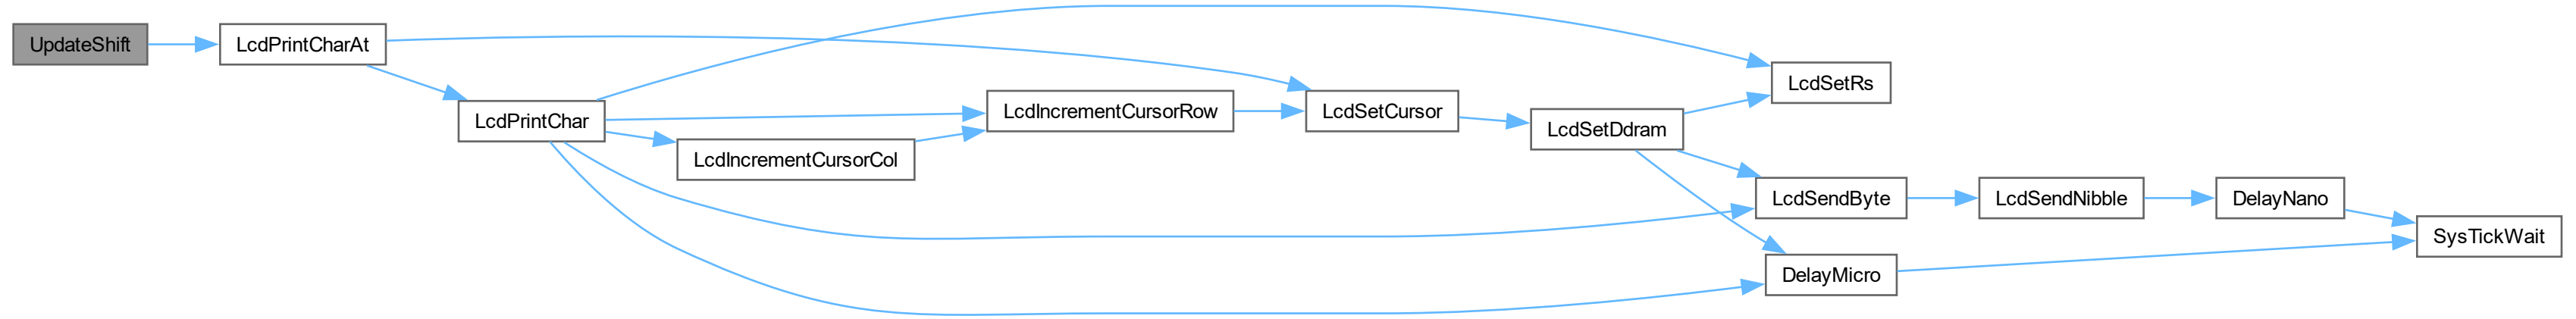 UpdateShift
LcdPrintCharAt
LcdPrintChar
LcdIncrementCursorRow
LcdIncrementCursorCol
LcdSetCursor
LcdSetDdram
LcdSetRs
LcdSendByte
LcdSendNibble
DelayNano
SysTickWait
DelayMicro